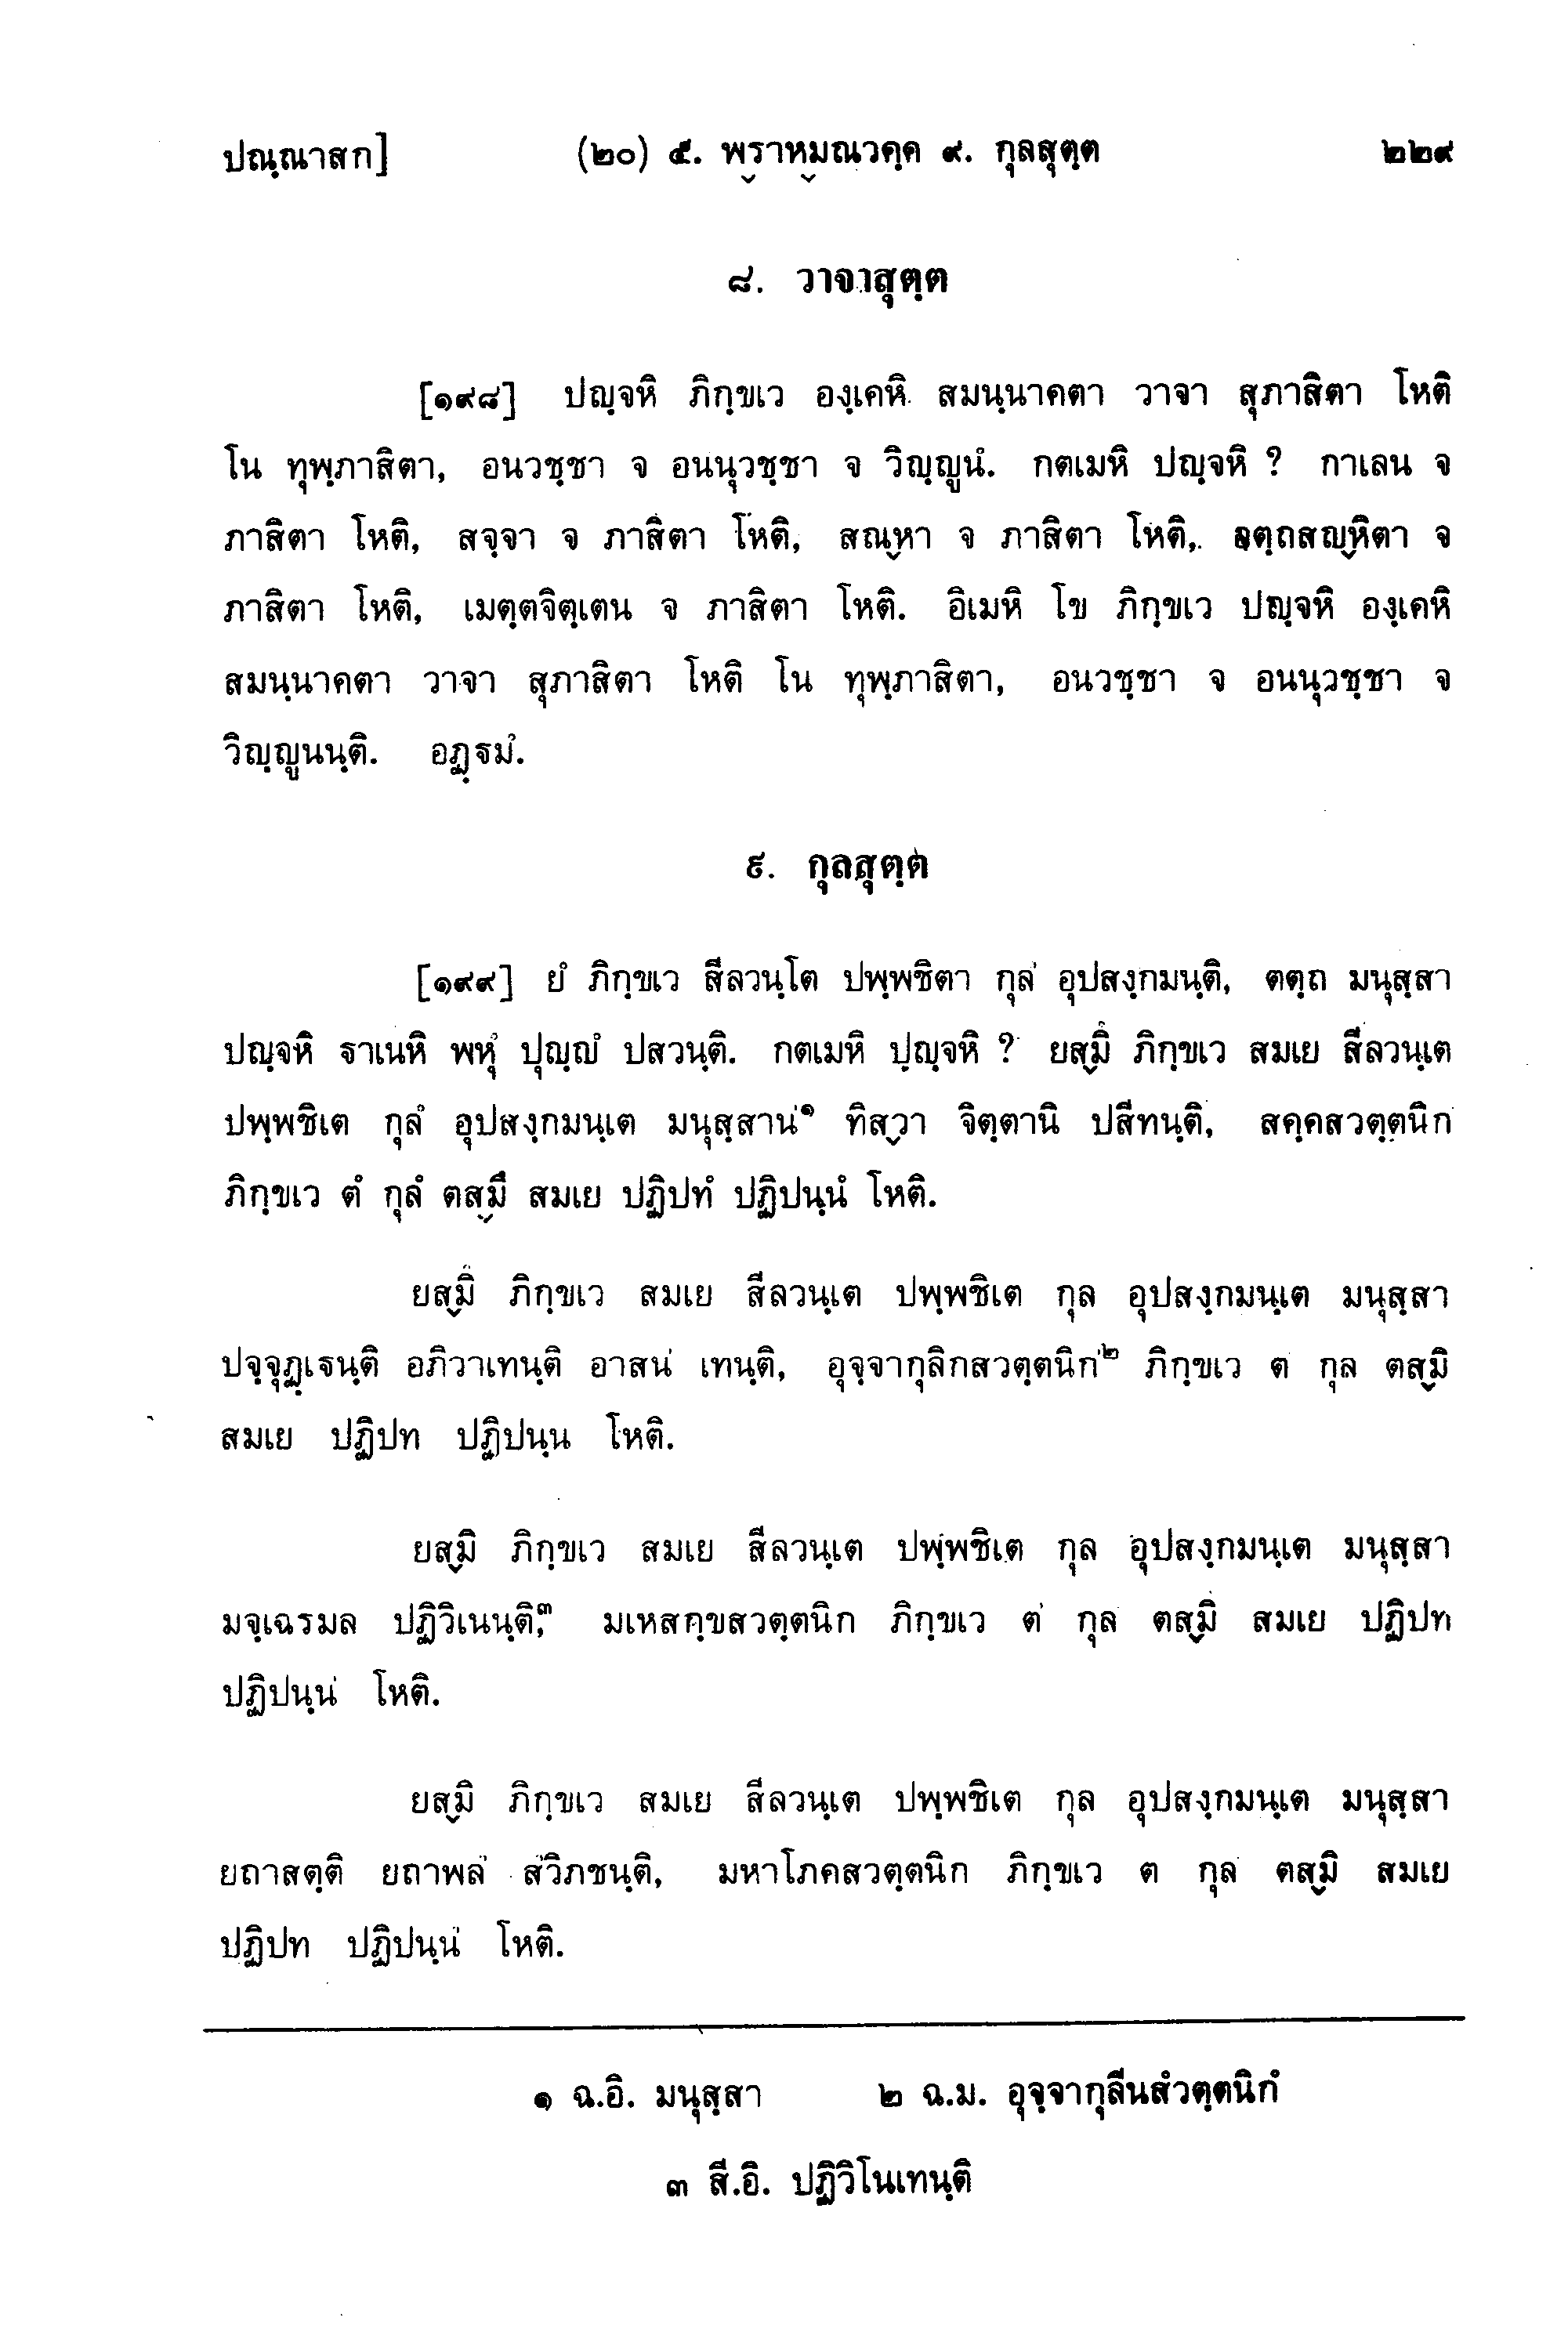 ปณฺณาสก]	(๒๐) ๕. พฺราหฺมณวคฺค ๙. กุลสุตฺต	๒๒๙
๘. วาจาสุตฺต
[๑๙๘] ปญฺจหิ ภิกฺขเว องฺเคหิ สมนฺนาคตา วาจา สุภาสิตา โหติ
โน ทุพฺภาสิตา, อนวชฺชา จ อนนุวชฺชา จ วิญฺญูนํ. กตเมหิ ปญฺจหิ ? กาเลน จ
ภาสิตา โหติ, สจฺจา จ ภาสิตา โหติ, สณฺหา จ ภาสิตา โหติ, อตฺถสญฺหิตา จ
ภาสิตา โหติ, เมตฺตจิตฺเตน จ ภาสิตา โหติ. อิเมหิ โข ภิกฺขเว ปญฺจหิ องฺเคหิ
สมนฺนาคตา วาจา สุภาสิตา โหติ โน ทุพฺภาสิตา, อนวชฺชา จ อนนุวชฺชา จ
วิญฺญูนนฺติ. อฏฺฐมํ.
๙. กุลสุตฺต
[๑๙๙] ยํ ภิกฺขเว สีลวนฺโต ปพฺพชิตา กุลํ อุปสงฺกมนฺติ, ตตฺถ มนุสฺสา
ปญฺจหิ ฐาเนหิ พหุํ ปุญฺญํ ปสวนฺติ. กตเมหิ ปญฺจหิ ? ยสฺมึ ภิกฺขเว สมเย สีลวนฺเต
ปพฺพชิเต กุลํ อุปสงฺกมนฺเต มนุสฺสานํ๑ ทิสฺวา จิตฺตานิ ปสีทนฺติ, สคฺคสวตฺตนิก
ภิกฺขเว ตํ กุลํ ตสฺมึ สมเย ปฏิปทํ ปฏิปนฺนํ โหติ.
ยสฺมึ ภิกฺขเว สมเย สีลวนฺเต ปพฺพชิเต กุล อุปสงฺกมนฺเต มนุสฺสา
ปจฺจุฏฺเฐนฺติ อภิวาเทนฺติ อาสนํ เทนฺติ, อุจฺจากุลิกสวตฺตนิกํ๒ ภิกฺขเว ต กุล ตสฺมิ
สมเย ปฏิปท ปฏิปนฺน โหติ.
ยสฺมิ ภิกฺขเว สมเย สีลวนฺเต ปพฺพชิเต กุล อุปสงฺกมนฺเต มนุสฺสา
มจฺเฉรมล ปฏิวิเนนฺติ,๓ มเหสกฺขสวตฺตนิก ภิกฺขเว ตํ กุล ตสฺมึ สมเย ปฏิปท
ปฏิปนฺนํ โหติ.
ยสฺมิ ภิกฺขเว สมเย สีลวนฺเต ปพฺพชิเต กุล อุปสงฺกมนฺเต มนุสฺสา
ยถาสตฺติ ยถาพลํ สํวิภชนฺติ, มหาโภคสวตฺตนิก ภิกฺขเว ต กุลํ ตสฺมิ สมเย
ปฏิปท ปฏิปนฺนํ โหติ.
๑ ฉ.อิ. มนุสฺสา	๒ ฉ.ม. อุจฺจากุลีนสํวตฺตนิกํ
๓ สี.อิ. ปฏิวิโนเทนฺติ